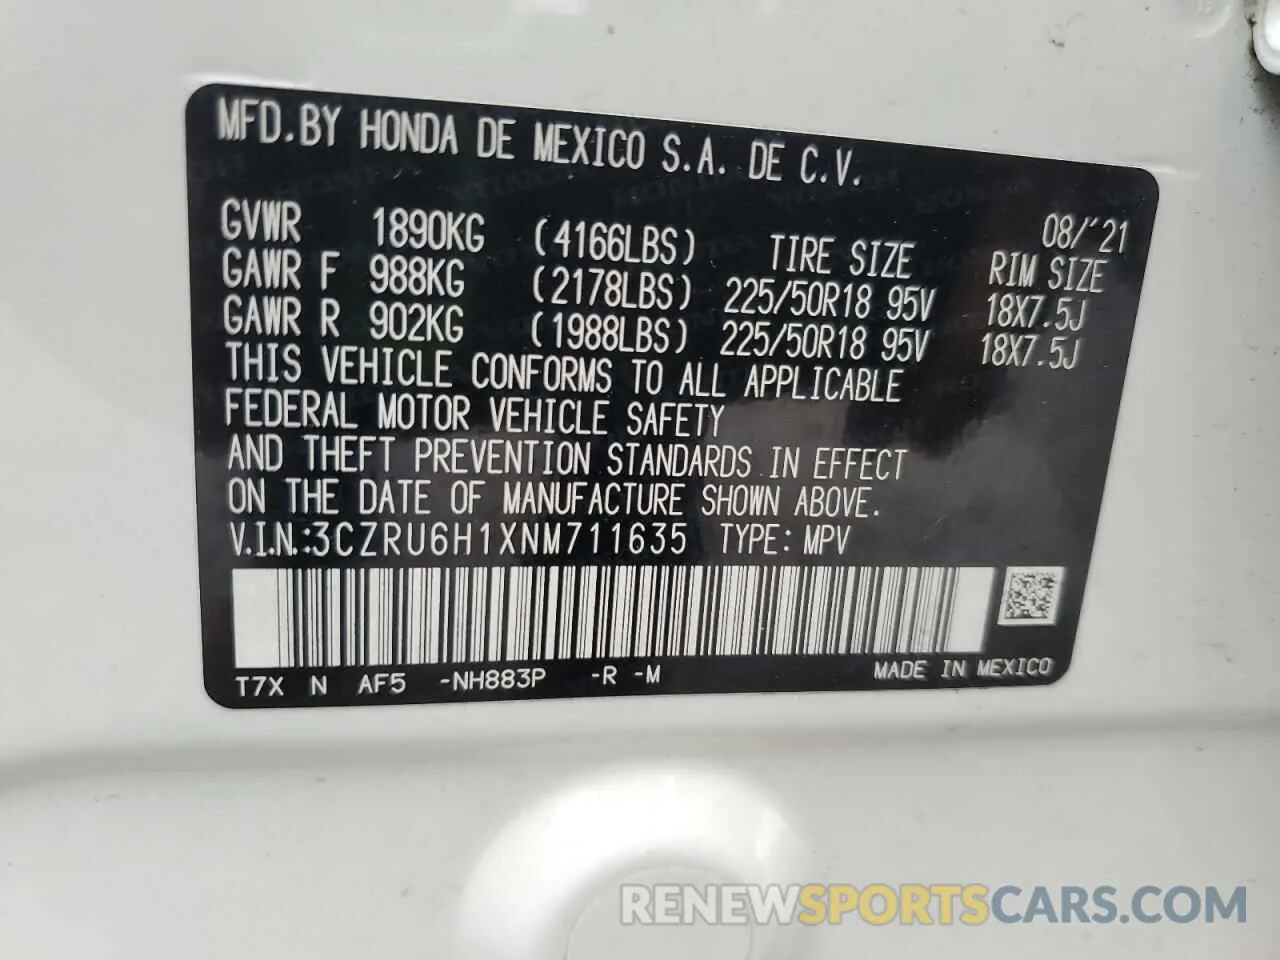 MFD.BY HONDA DE MEXICO S.A. DE C.V.
08/"21
GVWR 1890KG (4166LBS) TIRE SIZE RIM SIZE
GAWR F 988KG (2178LBS) 225/50R18 95V 18X7.5J
GAWR R 902KG (1988LBS) 225/50R18 95V 18X7.5J
THIS VEHICLE CONFORMS TO ALL APPLICABLE
FEDERAL MOTOR VEHICLE SAFETY
AND THEFT PREVENTION STANDARDS IN EFFECT
ON THE DATE OF MANUFACTURE SHOWN ABOVE.
V.I.N.:3CZRU6H1XNM711635 TYPE: MPV
T7X N AF5 -NH883P -R -M MADE IN MEXICO
RENEWSPORTSCARS.COM